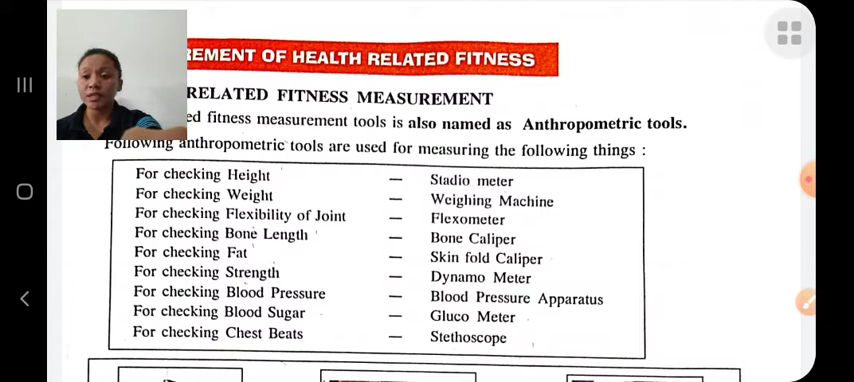 REMENT OF HEALTH RELATED FITNESS
RELATED FITNESS MEASUREMENT
ed fitness measurement tools is also named as Anthropometric tools.
Following anthropometric tools are used for measuring the following things :
For checking Height — Stadio meter
For checking Weight — Weighing Machine
For checking Flexibility of Joint — Flexometer
For checking Bone Length — Bone Caliper
For checking Fat — Skin fold Caliper
For checking Strength — Dynamo Meter
For checking Blood Pressure — Blood Pressure Apparatus
For checking Blood Sugar — Gluco Meter
For checking Chest Beats — Stethoscope